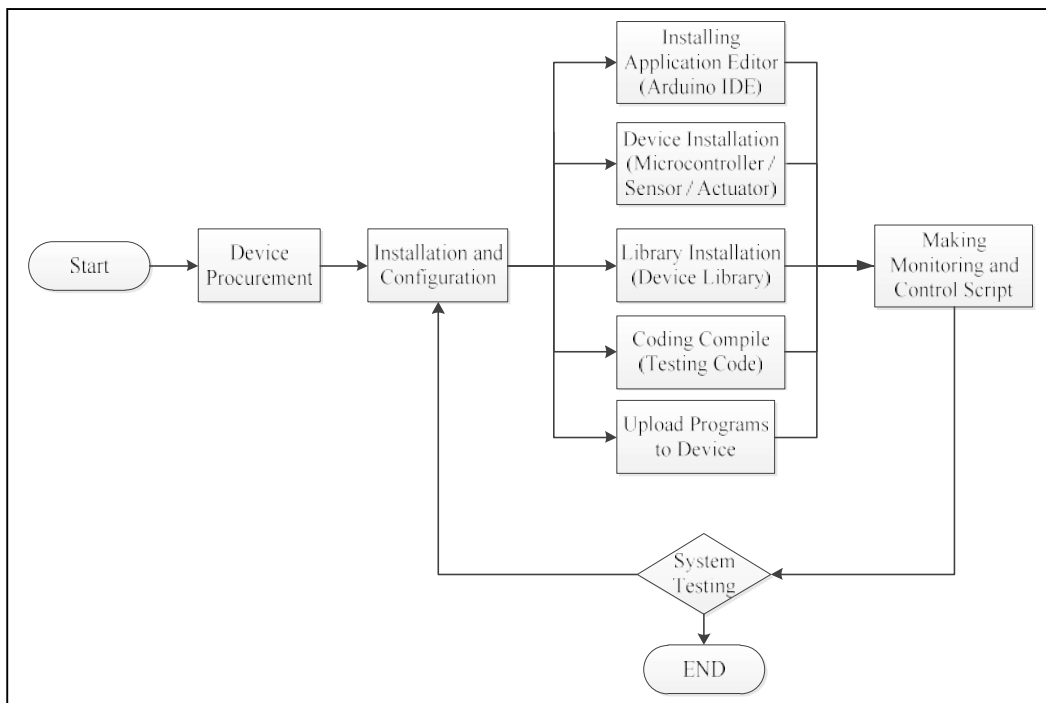 Start
Device
Procurement
Installation and
Configuration
Installing
Application Editor
(Arduino IDE)
Device Installation
(Microcontroller /
Sensor / Actuator)
Library Installation
(Device Library)
Coding Compile
(Testing Code)
Upload Programs
to Device
Making
Monitoring and
Control Script
System
Testing
END